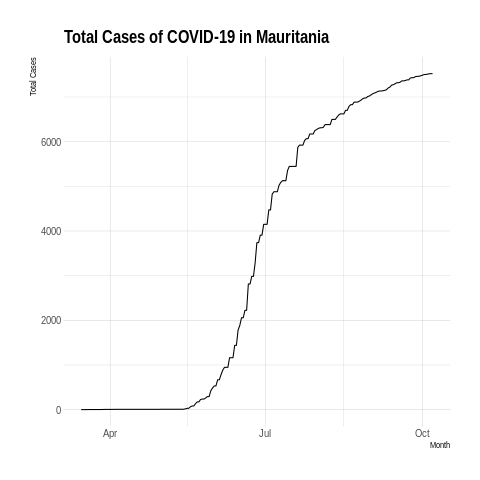 Total Cases of COVID-19 in Mauritania
Total Cases
6000
4000
2000
0
Apr Jul Oct
Month